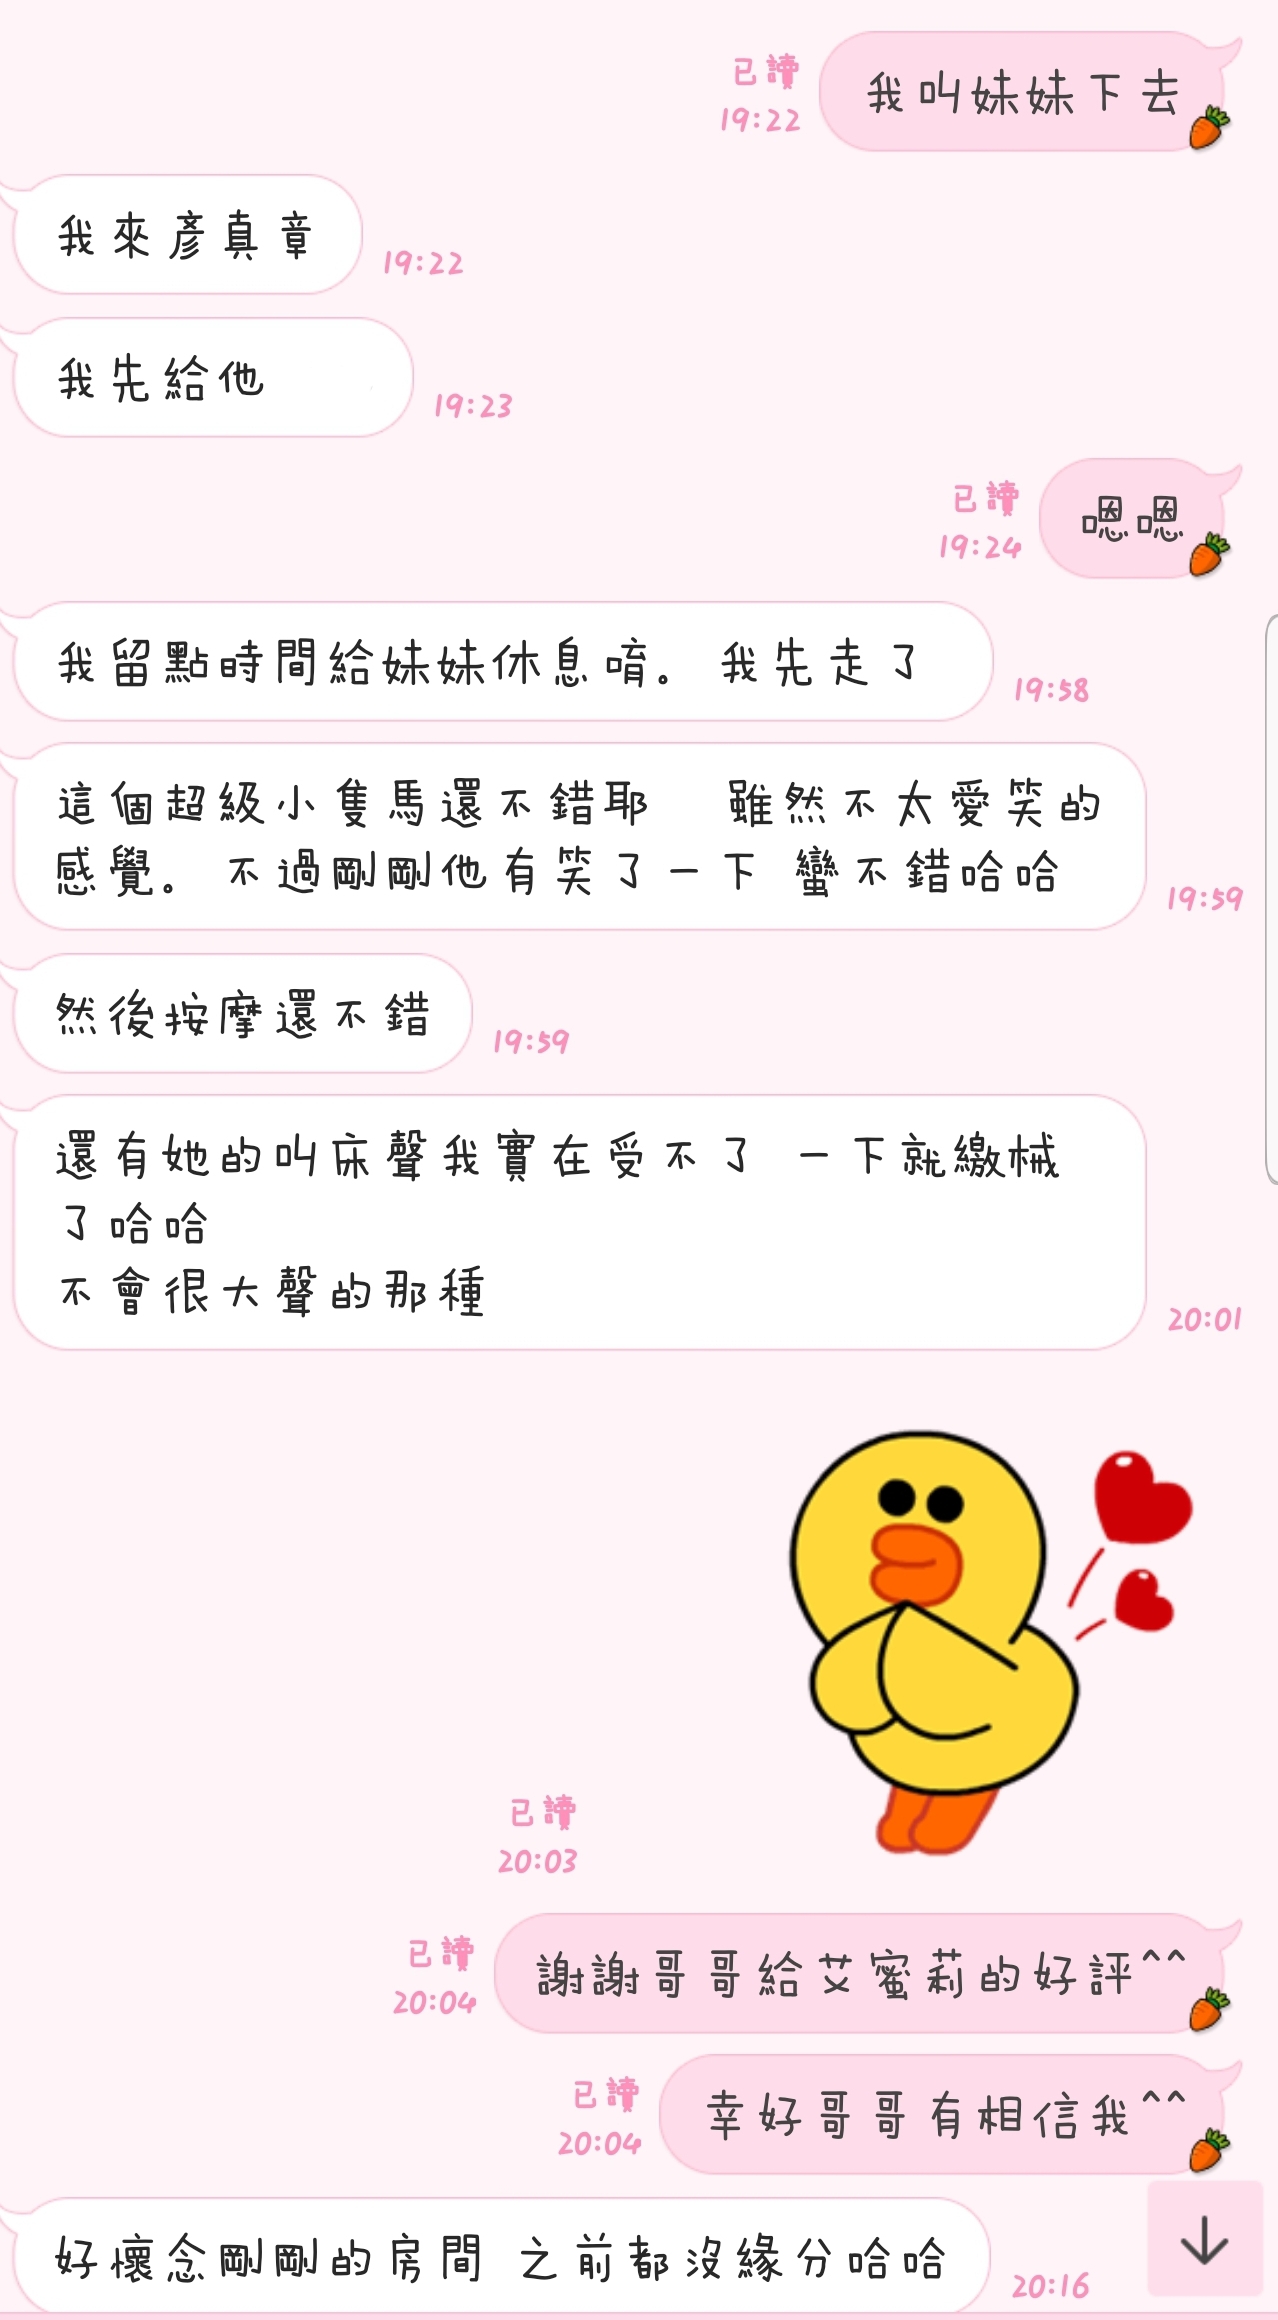 我叫妹妹下去
已讀
19:22
我來彥真章
19:22
我先給他
19:23
嗯嗯
已讀
19:24
我留點時間給妹妹休息唷。 我先走了
19:58
這個超級小隻馬還不錯耶 雖然不太愛笑的
感覺。 不過剛剛他有笑了一下 蠻不錯哈哈
19:59
然後按摩還不錯
19:59
還有她的叫床聲我實在受不了 一下就繳械
了哈哈
不會很大聲的那種
20:01
已讀
20:03
謝謝哥哥給艾蜜莉的好評^^
已讀
20:04
幸好哥哥有相信我^^
已讀
20:04
好懷念剛剛的房間 之前都沒緣分哈哈
20:16